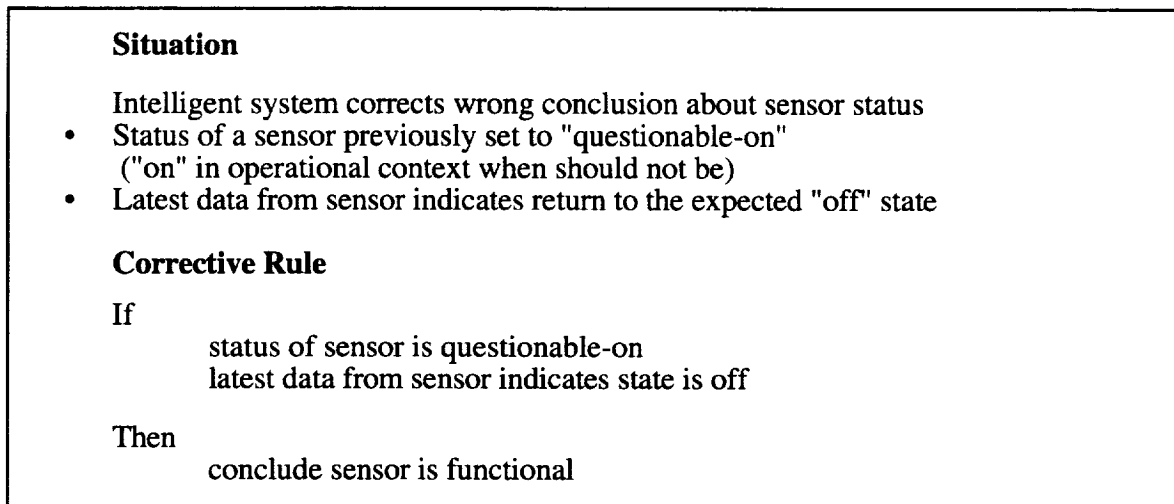 Situation
Intelligent system corrects wrong conclusion about sensor status
• Status of a sensor previously set to "questionable-on"
("on" in operational context when should not be)
• Latest data from sensor indicates return to the expected "off" state
Corrective Rule
If
status of sensor is questionable-on
latest data from sensor indicates state is off
Then
conclude sensor is functional